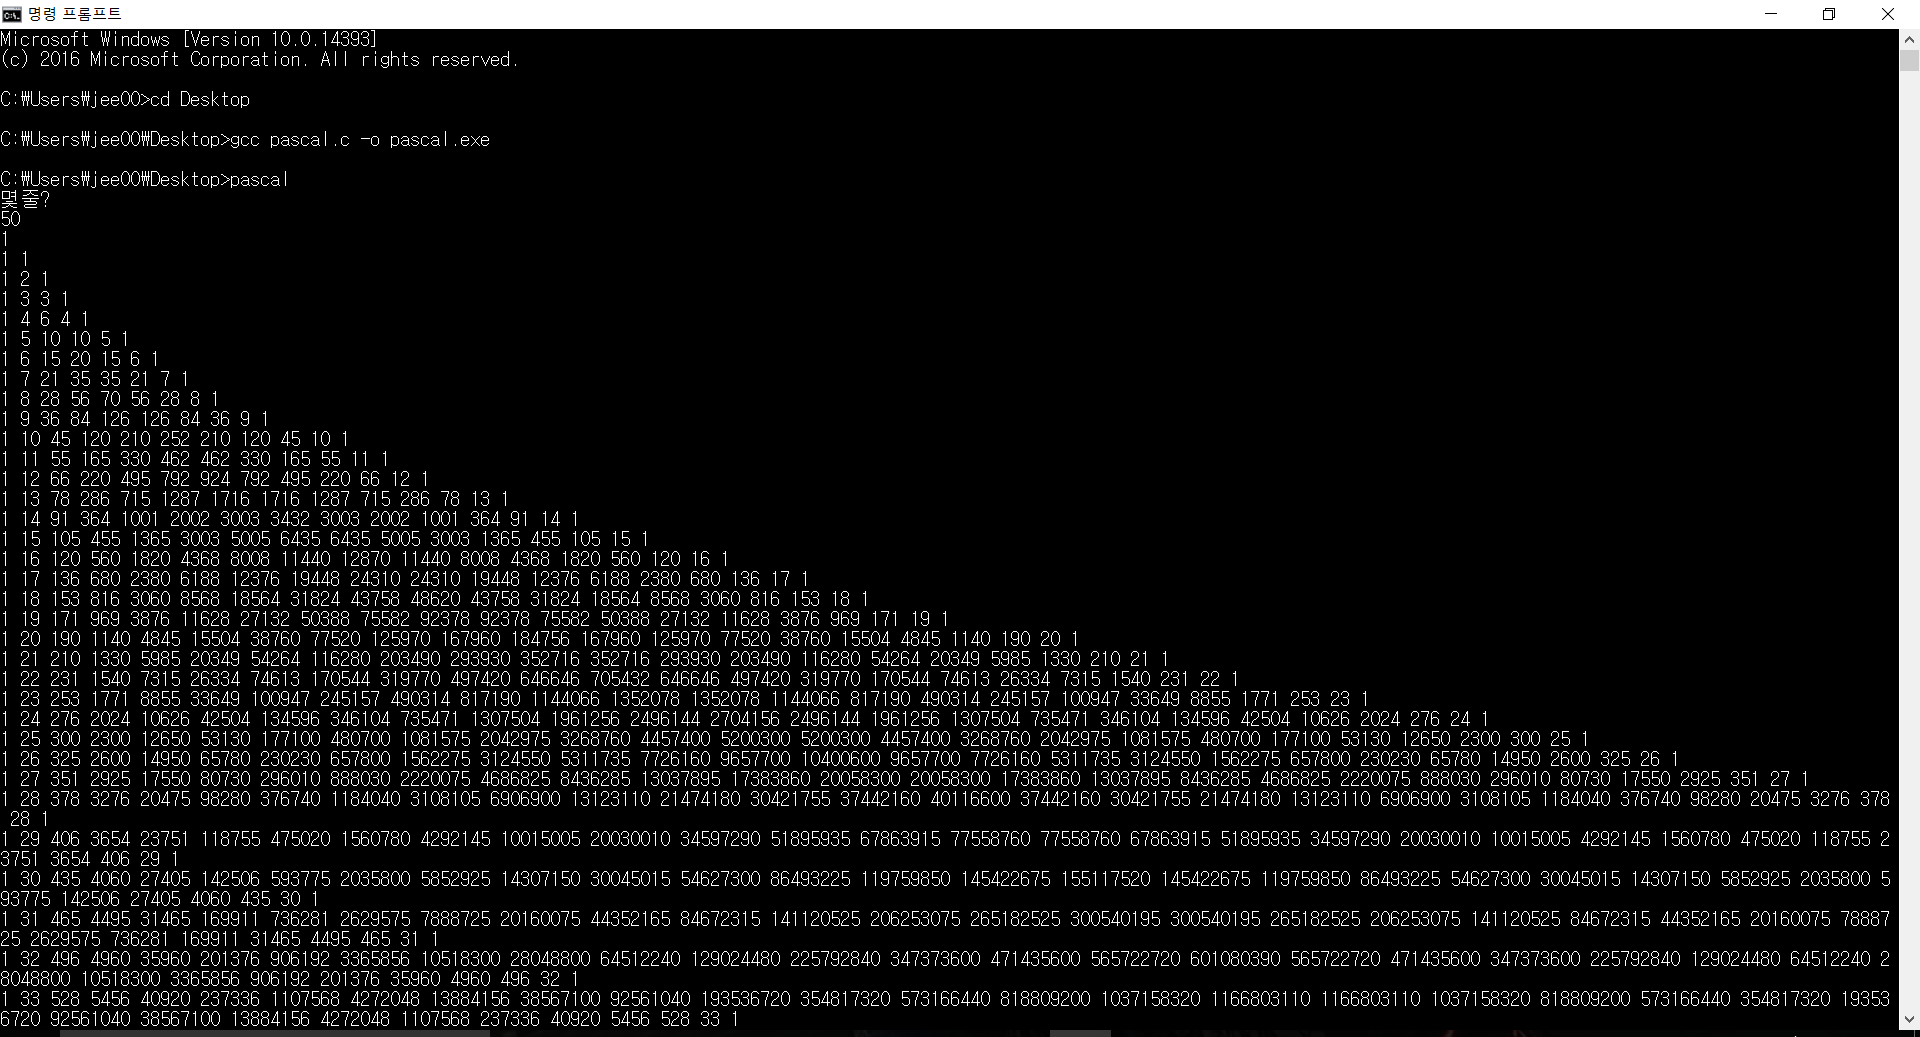 명령 프롬프트
Microsoft Windows [Version 10.0.14393]
(c) 2016 Microsoft Corporation. All rights reserved.
C:\Users\jee00>cd Desktop
C:\Users\jee00\Desktop>gcc pascal.c -o pascal.exe
C:\Users\jee00\Desktop>pascal
몇줄?
50
1
1 1
1 2 1
1 3 3 1
1 4 6 4 1
1 5 10 10 5 1
1 6 15 20 15 6 1
1 7 21 35 35 21 7 1
1 8 28 56 70 56 28 8 1
1 9 36 84 126 126 84 36 9 1
1 10 45 120 210 252 210 120 45 10 1
1 11 55 165 330 462 462 330 165 55 11 1
1 12 66 220 495 792 924 792 495 220 66 12 1
1 13 78 286 715 1287 1716 1716 1287 715 286 78 13 1
1 14 91 364 1001 2002 3003 3432 3003 2002 1001 364 91 14 1
1 15 105 455 1365 3003 5005 6435 6435 5005 3003 1365 455 105 15 1
1 16 120 560 1820 4368 8008 11440 12870 11440 8008 4368 1820 560 120 16 1
1 17 136 680 2380 6188 12376 19448 24310 24310 19448 12376 6188 2380 680 136 17 1
1 18 153 816 3060 8568 18564 31824 43758 48620 43758 31824 18564 8568 3060 816 153 18 1
1 19 171 969 3876 11628 27132 50388 75582 92378 92378 75582 50388 27132 11628 3876 969 171 19 1
1 20 190 1140 4845 15504 38760 77520 125970 167960 184756 167960 125970 77520 38760 15504 4845 1140 190 20 1
1 21 210 1330 5985 20349 54264 116280 203490 293930 352716 352716 293930 203490 116280 54264 20349 5985 1330 210 21 1
1 22 231 1540 7315 26334 74613 170544 319770 497420 646646 705432 646646 497420 319770 170544 74613 26334 7315 1540 231 22 1
1 23 253 1771 8855 33649 100947 245157 490314 817190 1144066 1352078 1352078 1144066 817190 490314 245157 100947 33649 8855 1771 253 23 1
1 24 276 2024 10626 42504 134596 346104 735471 1307504 1961256 2496144 2704156 2496144 1961256 1307504 735471 346104 134596 42504 10626 2024 276 24 1
1 25 300 2300 12650 53130 177100 480700 1081575 2042975 3268760 4457400 5200300 5200300 4457400 3268760 2042975 1081575 480700 177100 53130 12650 2300 300 25 1
1 26 325 2600 14950 65780 230230 657800 1562275 3124550 5311735 7726160 9657700 10400600 9657700 7726160 5311735 3124550 1562275 657800 230230 65780 14950 2600 325 26 1
1 27 351 2925 17550 80730 296010 888030 2220075 4686825 8436285 13037895 17383860 20058300 20058300 17383860 13037895 8436285 4686825 2220075 888030 296010 80730 17550 2925 351 27 1
1 28 378 3276 20475 98280 376740 1184040 3108105 6906900 13123110 21474180 30421755 37442160 40116600 37442160 30421755 21474180 13123110 6906900 3108105 1184040 376740 98280 20475 3276 378
28 1
1 29 406 3654 23751 118755 475020 1560780 4292145 10015005 20030010 34597290 51895935 67863915 77558760 77558760 67863915 51895935 34597290 20030010 10015005 4292145 1560780 475020 118755 2
3751 3654 406 29 1
1 30 435 4060 27405 142506 593775 2035800 5852925 14307150 30045015 54627300 86493225 119759850 145422675 155117520 145422675 119759850 86493225 54627300 30045015 14307150 5852925 2035800 5
93775 142506 27405 4060 435 30 1
1 31 465 4495 31465 169911 736281 2629575 7888725 20160075 44352165 84672315 141120525 206253075 265182525 300540195 300540195 265182525 206253075 141120525 84672315 44352165 20160075 78887
25 2629575 736281 169911 31465 4495 465 31 1
1 32 496 4960 35960 201376 906192 3365856 10518300 28048800 64512240 129024480 225792840 347373600 471435600 565722720 601080390 565722720 471435600 347373600 225792840 129024480 64512240 2
8048800 10518300 3365856 906192 201376 35960 4960 496 32 1
1 33 528 5456 40920 237336 1107568 4272048 13884156 38567100 92561040 193536720 354817320 573166440 818809200 1037158320 1166803110 1166803110 1037158320 818809200 573166440 354817320 19353
6720 92561040 38567100 13884156 4272048 1107568 237336 40920 5456 528 33 1